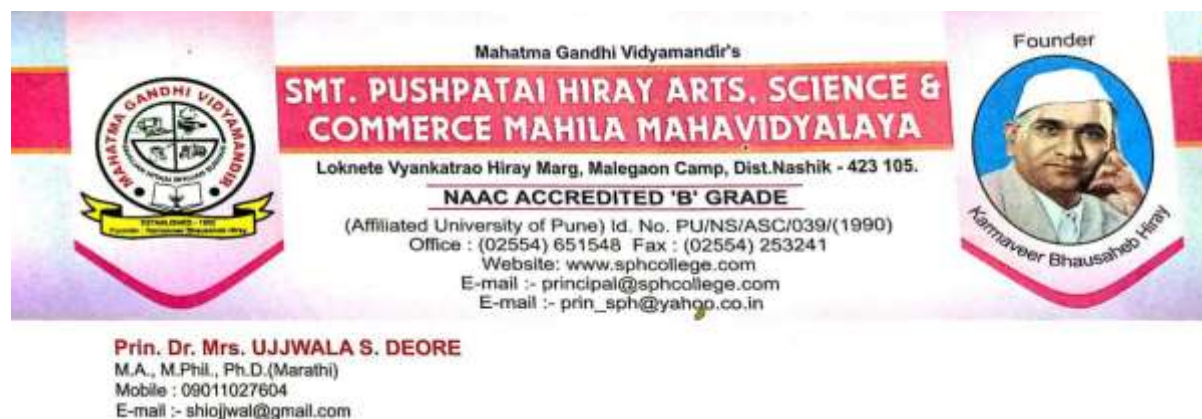 Mahatma Gandhi Vidyamandir's
SMT. PUSHPATAI HIRAY ARTS, SCIENCE &
COMMERCE MAHILA MAHAVIDYALAYA
Loknete Vyankatrao Hiray Marg, Malegaon Camp, Dist.Nashik - 423 105.
NAAC ACCREDITED 'B' GRADE
(Affiliated University of Pune) Id. No. PU/NS/ASC/039/(1990)
Office : (02554) 651548 Fax : (02554) 253241
Website: www.sphcollege.com
E-mail :- principal@sphcollege.com
E-mail :- prin_sph@yahoo.co.in
MAHATMA GANDHI VIDYAMANDIR
Founder
Karmaveer Bhausaheb Hiray
Prin. Dr. Mrs. UJJWALA S. DEORE
M.A., M.Phil., Ph.D.(Marathi)
Mobile : 09011027604
E-mail :- shiojjwal@gmail.com